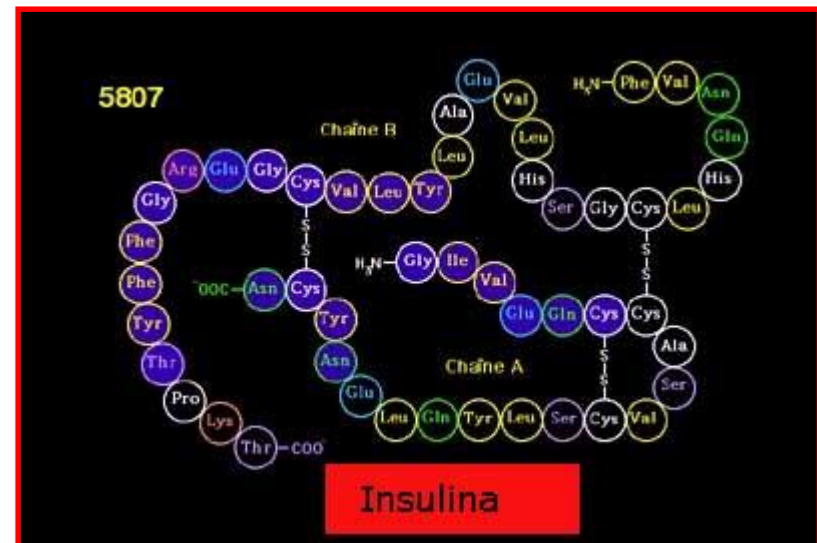 5807
Chaîne B
H₃N-Phe Val Asn Gln His Leu Cys Gly Ser His Leu Val Glu Ala Leu Tyr Leu Val Cys Gly Glu Arg Gly Phe Phe Tyr Thr Pro Lys Thr-COO⁻
S
S
S
S
Chaîne A
H₃N-Gly Ile Val Glu Gln Cys Cys Ala Ser Val Cys Ser Leu Tyr Gln Leu Glu Asn Tyr Cys Asn-COO⁻
S
S
Insulina